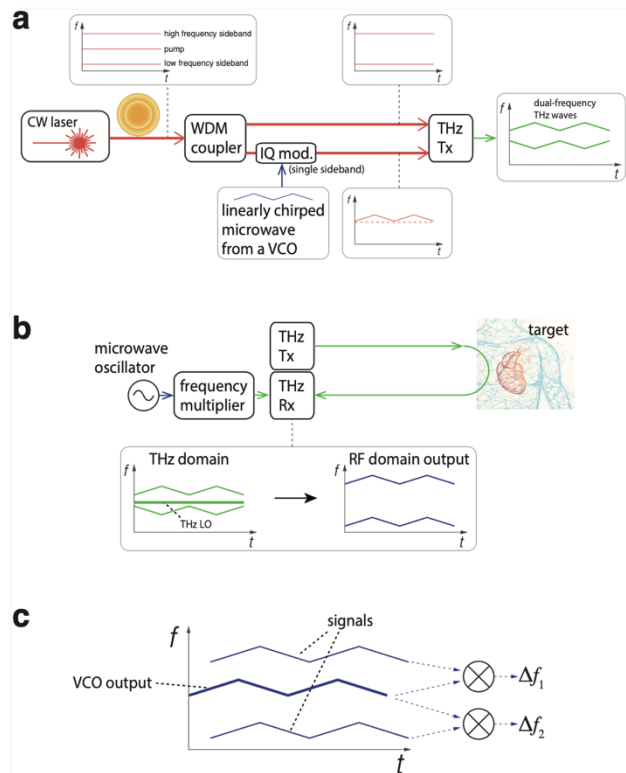 a
f
high frequency sideband
pump
low frequency sideband
t
f
t
CW laser
WDM
coupler
IQ mod.
(single sideband)
THz
Tx
f
dual-frequency
THz waves
t
linearly chirped
microwave
from a VCO
f
t
b
microwave
oscillator
frequency
multiplier
THz
Tx
THz
Rx
target
THz domain
f
THz LO
t
RF domain output
f
t
c
f
signals
VCO output
t
Δf₁
Δf₂